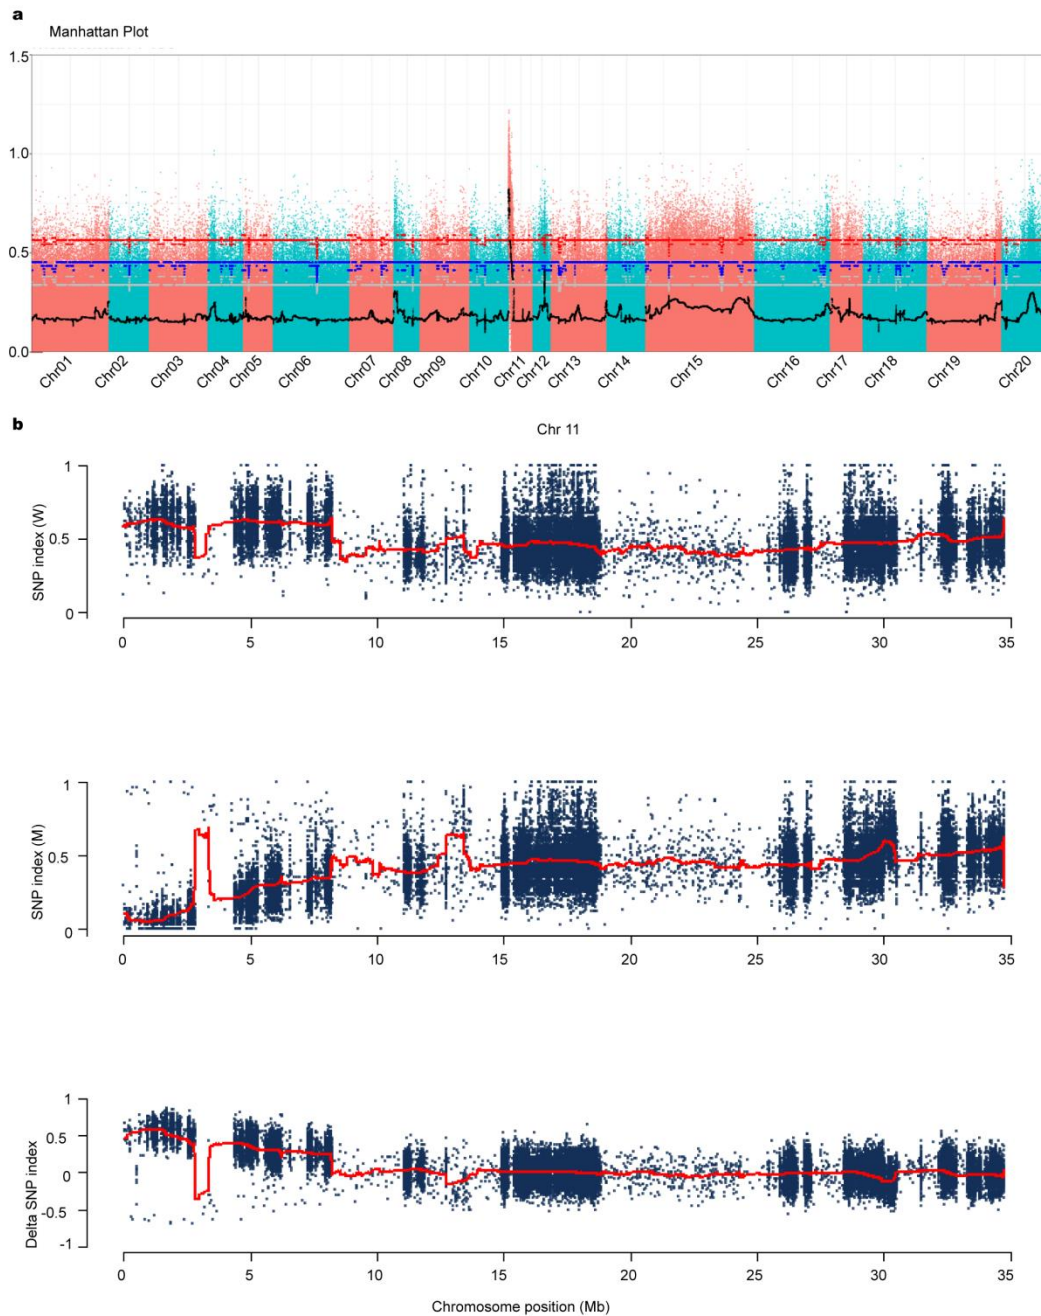 a
Manhattan Plot
1.5
1.0
0.5
0.0
Chr01 Chr02 Chr03 Chr04 Chr05 Chr06 Chr07 Chr08 Chr09 Chr10 Chr11 Chr12 Chr13 Chr14 Chr15 Chr16 Chr17 Chr18 Chr19 Chr20
b
Chr 11
SNP index (W)
1
0.5
0
0 5 10 15 20 25 30 35
SNP index (M)
1
0.5
0
0 5 10 15 20 25 30 35
Delta SNP index
1
0.5
0
-0.5
-1
0 5 10 15 20 25 30 35
Chromosome position (Mb)